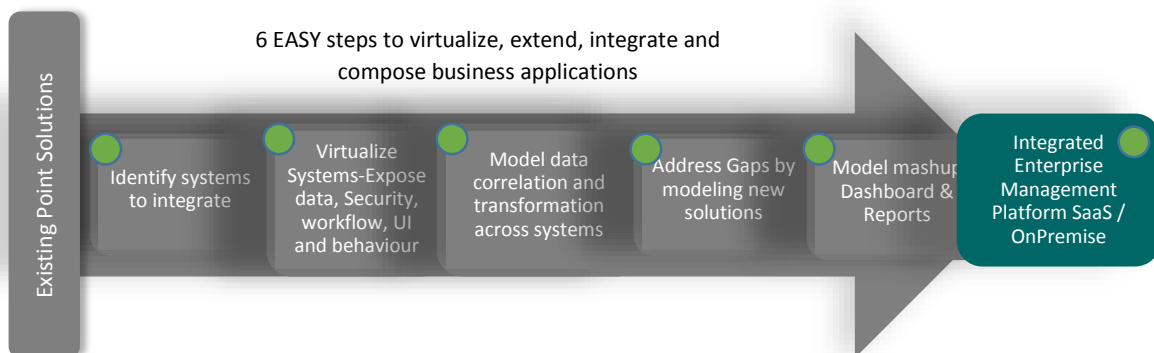 6 EASY steps to virtualize, extend, integrate and
compose business applications
Existing Point Solutions
Identify systems
to integrate
Virtualize
Systems-Expose
data, Security,
workflow, UI
and behaviour
Model data
correlation and
transformation
across systems
Address Gaps by
modeling new
solutions
Model mashup
Dashboard &
Reports
Integrated
Enterprise
Management
Platform SaaS /
OnPremise